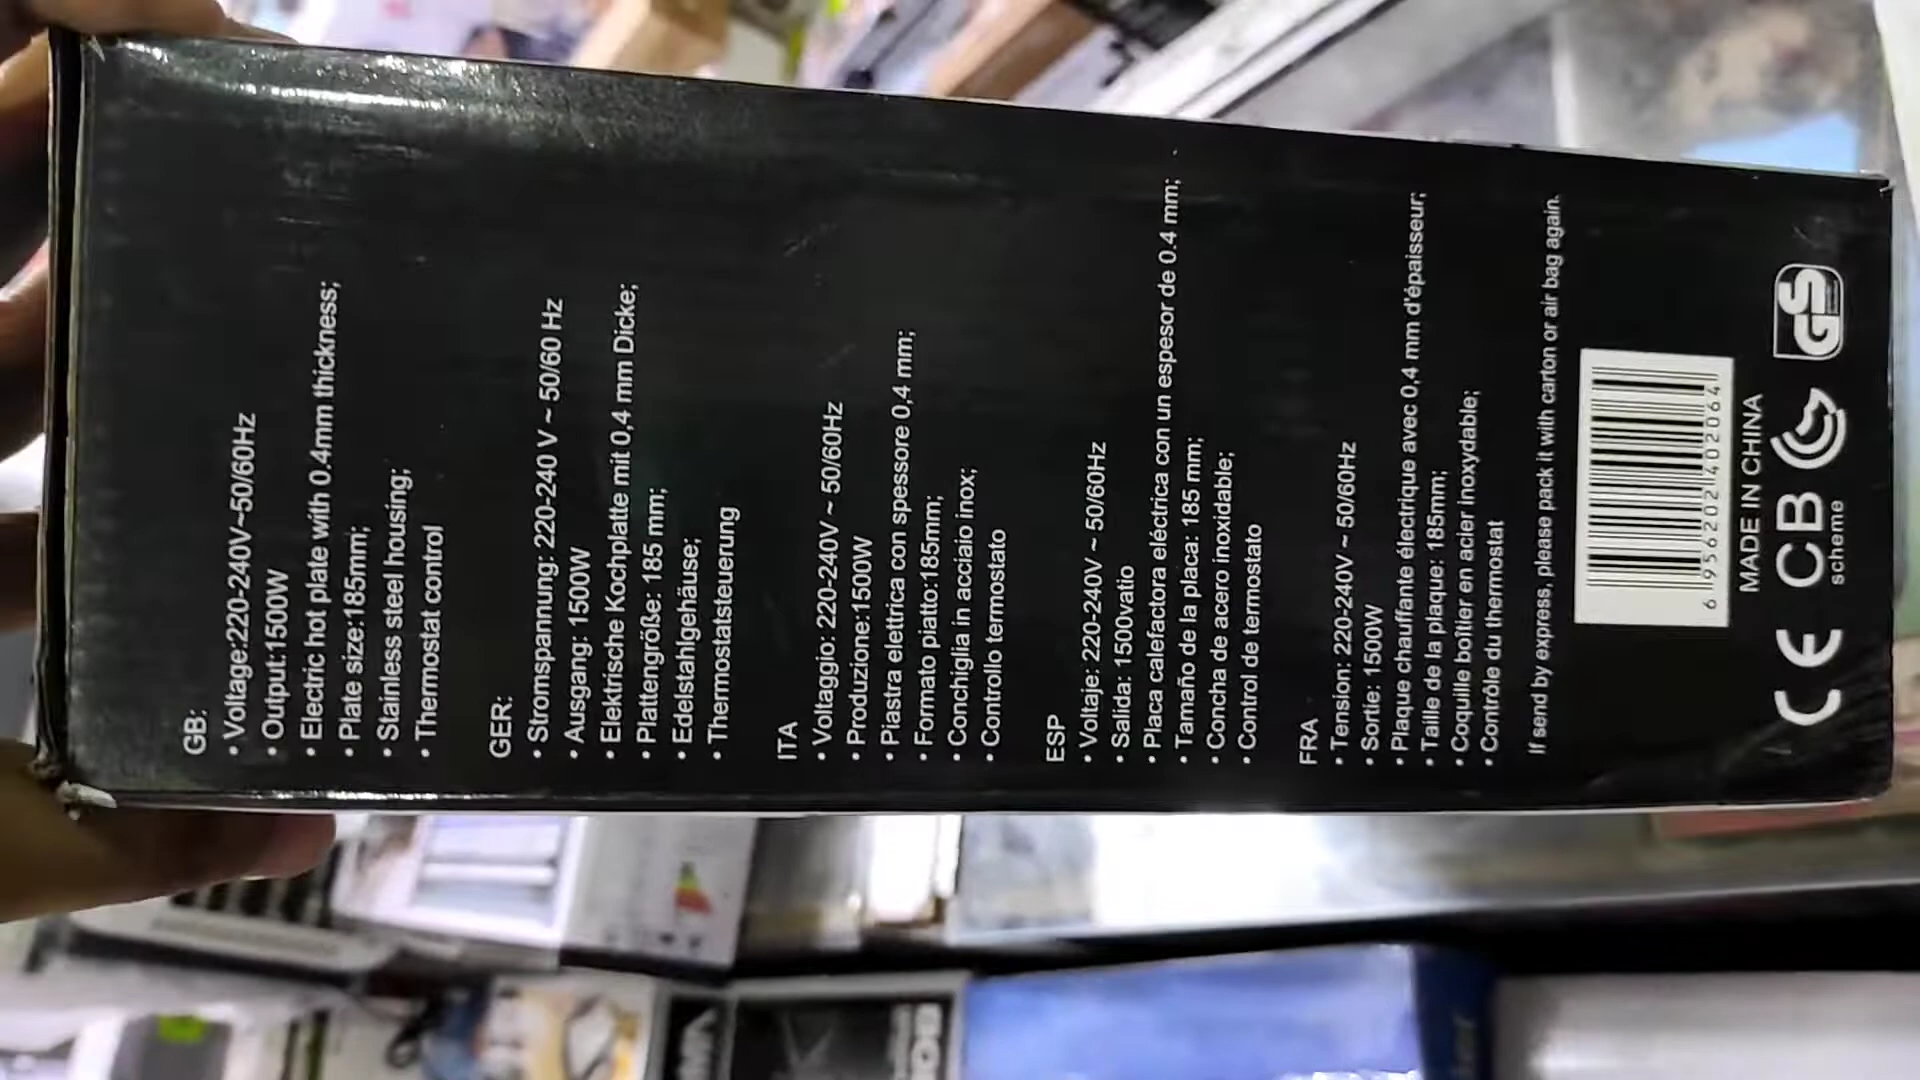 GB:
• Voltage:220-240V~50/60Hz
• Output:1500W
• Electric hot plate with 0.4mm thickness;
• Plate size:185mm;
• Stainless steel housing;
• Thermostat control
GER:
• Stromspannung: 220-240 V ~ 50/60 Hz
• Ausgang: 1500W
• Elektrische Kochplatte mit 0,4 mm Dicke;
• Plattengröße: 185 mm;
• Edelstahlgehäuse;
• Thermostatsteuerung
ITA
• Voltaggio: 220-240V ~ 50/60Hz
• Produzione:1500W
• Piastra elettrica con spessore 0,4 mm;
• Formato piatto:185mm;
• Conchiglia in acciaio inox;
• Controllo termostato
ESP
• Voltaje: 220-240V ~ 50/60Hz
• Salida: 1500vatio
• Placa calefactora eléctrica con un espesor de 0.4 mm;
• Tamaño de la placa: 185 mm;
• Concha de acero inoxidable;
• Control de termostato
FRA
• Tension: 220-240V ~ 50/60Hz
• Sortie: 1500W
• Plaque chauffante électrique avec 0,4 mm d'épaisseur;
• Taille de la plaque: 185mm;
• Coquille boîtier en acier inoxydable;
• Contrôle du thermostat
If send by express, please pack it with carton or air bag again.
6 956202 402064
MADE IN CHINA
CE CB scheme GS